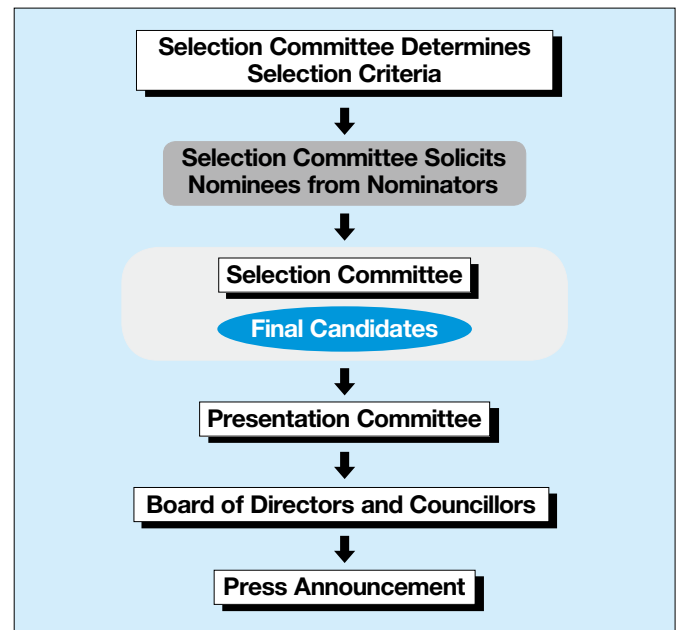 Selection Committee Determines
Selection Criteria
Selection Committee Solicits
Nominees from Nominators
Selection Committee
Final Candidates
Presentation Committee
Board of Directors and Councillors
Press Announcement